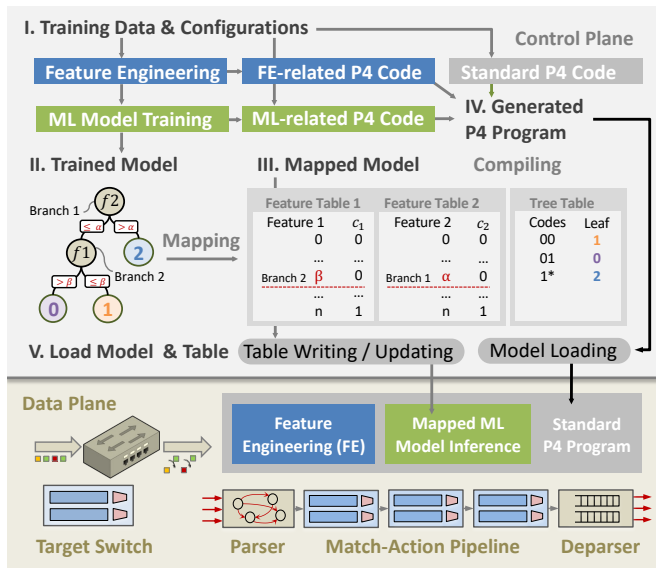 I. Training Data & Configurations
Control Plane
Feature Engineering
FE-related P4 Code
Standard P4 Code
ML Model Training
ML-related P4 Code
IV. Generated
P4 Program
II. Trained Model
III. Mapped Model
Compiling
f2
Branch 1
≤ α
> α
f1
2
Branch 2
> β
≤ β
0
1
Mapping
Feature Table 1
Feature 1 c₁
0 0
... ...
0 0
Branch 2 β 0
... ...
n 1
Feature Table 2
Feature 2 c₂
0 0
... ...
0 0
Branch 1 α 0
... ...
n 1
Tree Table
Codes Leaf
00 1
01 0
1* 2
V. Load Model & Table
Table Writing / Updating
Model Loading
Data Plane
Feature
Engineering (FE)
Mapped ML
Model Inference
Standard
P4 Program
Target Switch
Parser
Match-Action Pipeline
Deparser